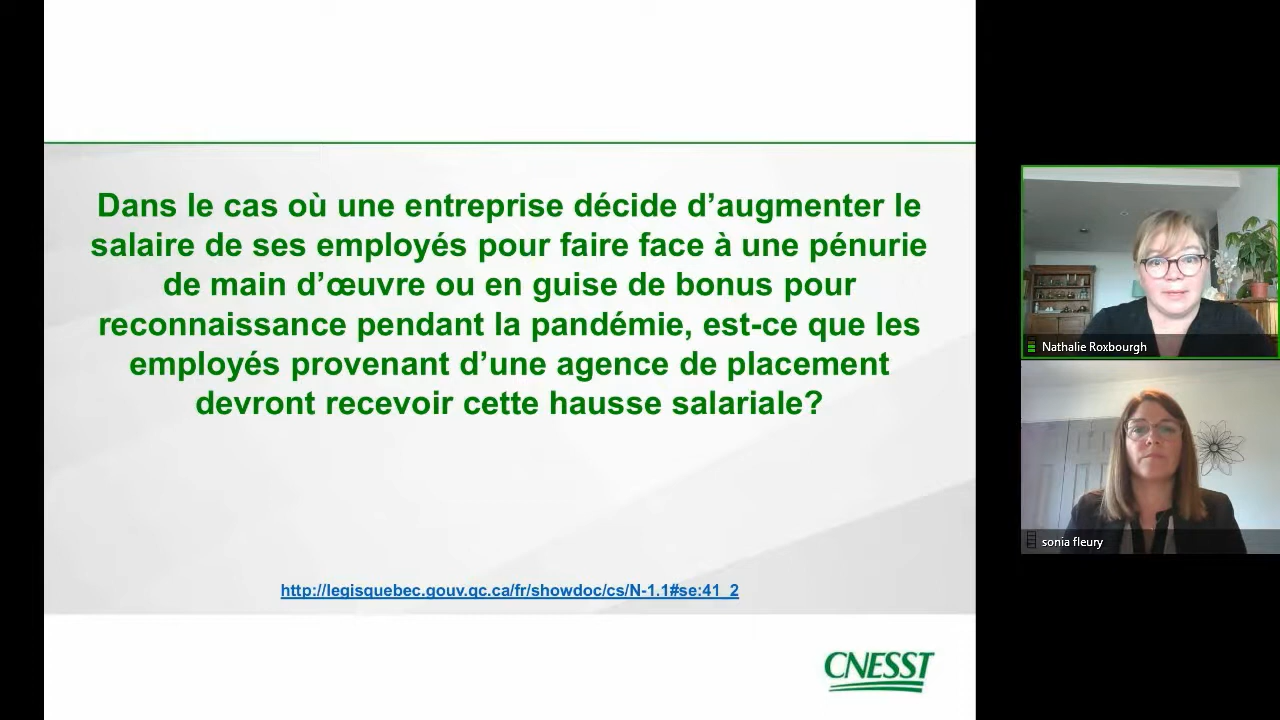 Dans le cas où une entreprise décide d’augmenter le
salaire de ses employés pour faire face à une pénurie
de main d’œuvre ou en guise de bonus pour
reconnaissance pendant la pandémie, est-ce que les
employés provenant d’une agence de placement
devront recevoir cette hausse salariale?
http://legisquebec.gouv.qc.ca/fr/showdoc/cs/N-1.1#se:41_2
CNESST
Nathalie Roxbourgh
sonia fleury